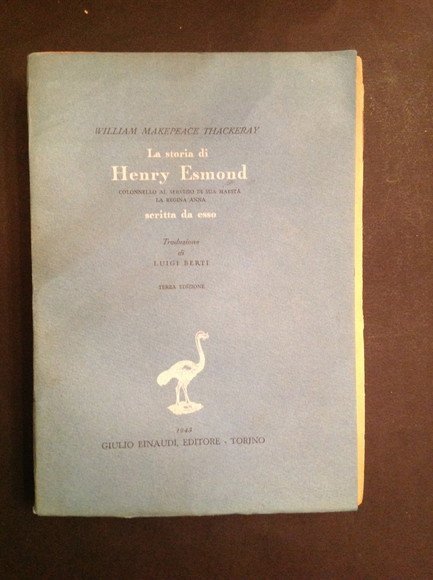 WILLIAM MAKEPEACE THACKERAY
La storia di
Henry Esmond
COLONNELLO AL SERVIZIO DI SUA MAESTÀ
LA REGINA ANNA
scritta da esso
Traduzione
di
LUIGI BERTI
TERZA EDIZIONE
GIULIO EINAUDI, EDITORE - TORINO